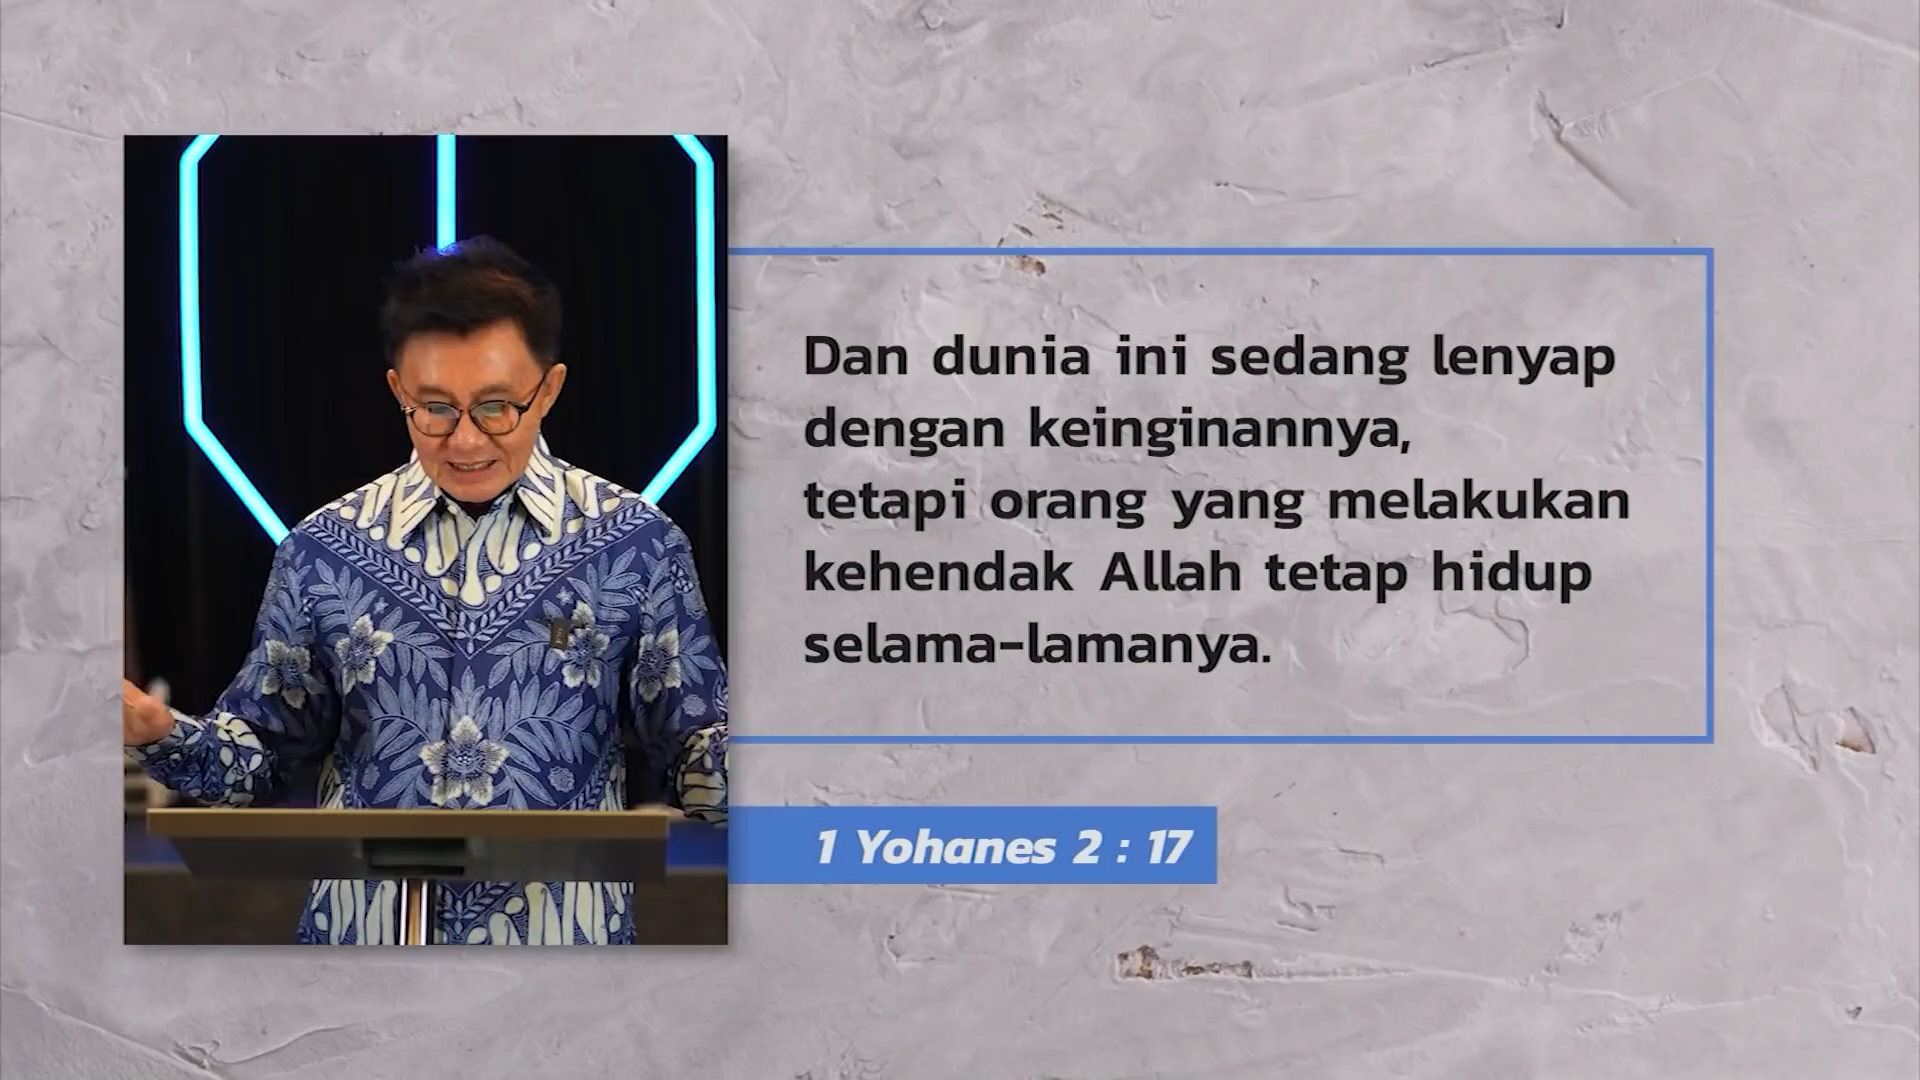 Dan dunia ini sedang lenyap
dengan keinginannya,
tetapi orang yang melakukan
kehendak Allah tetap hidup
selama-lamanya.
1 Yohanes 2 : 17